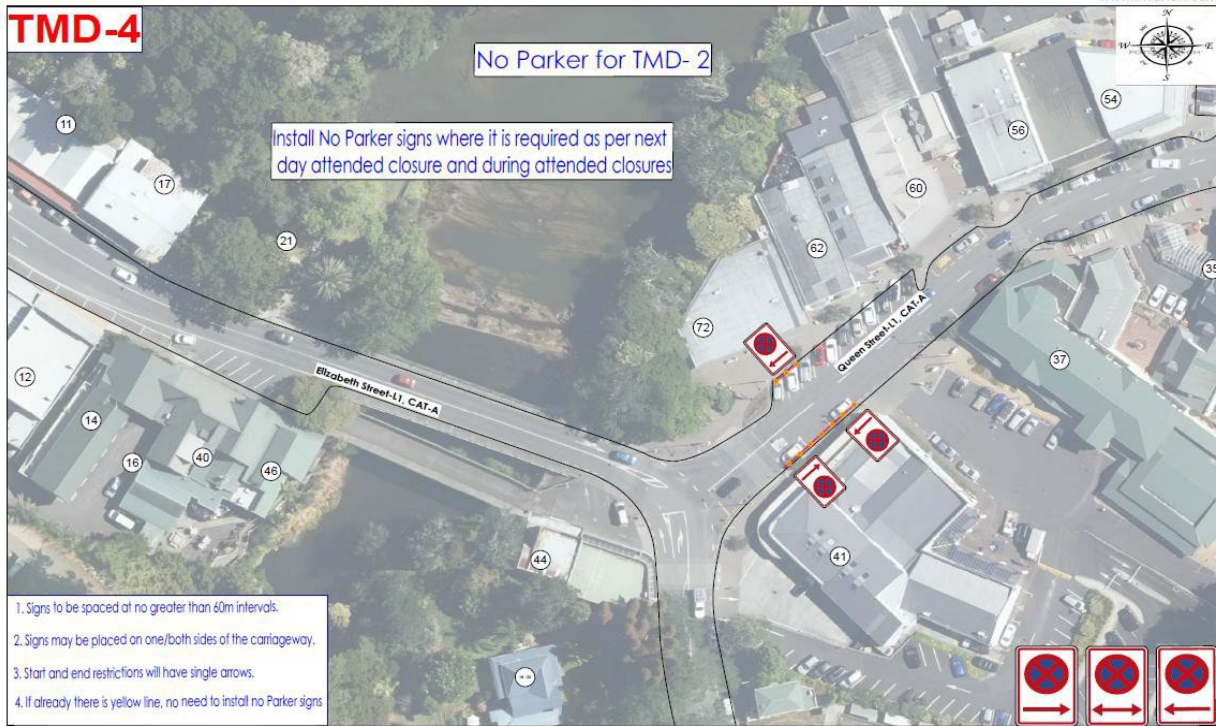 TMD-4
No Parker for TMD- 2
N
W
E
S
Install No Parker signs where it is required as per next
day attended closure and during attended closures
11
17
21
54
56
60
62
72
35
37
Queen Street-L1, CAT-A
Elizabeth Street-L1, CAT-A
12
14
16
40
46
44
41
1. Signs to be spaced at no greater than 60m intervals.
2. Signs may be placed on one/both sides of the carriageway.
3. Start and end restrictions will have single arrows.
4. If already there is yellow line, no need to install no Parker signs